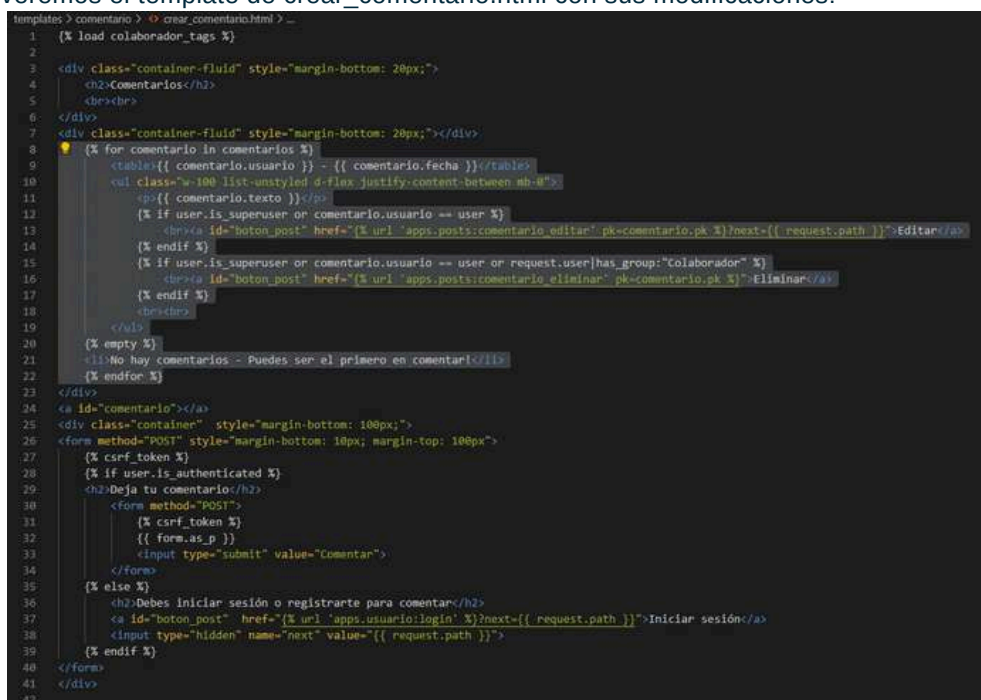 veremos el template de crear_comentario.html con sus modificaciones:
templates > comentario > <> crear_comentario.html > ...
1 {% load colaborador_tags %}
2
3 <div class="container-fluid" style="margin-bottom: 20px;">
4 <h2>Comentarios</h2>
5 <br><br>
6 </div>
7 <div class="container-fluid" style="margin-bottom: 20px;"></div>
8 {% for comentario in comentarios %}
9 <table>{{ comentario.usuario }} - {{ comentario.fecha }}</table>
10 <ul class="w-100 list-unstyled d-flex justify-content-between mb-0">
11 <p>{{ comentario.texto }}</p>
12 {% if user.is_superuser or comentario.usuario == user %}
13 <br><a id="boton_post" href="{% url 'apps.posts:comentario_editar' pk=comentario.pk %}?next={{ request.path }}">Editar</a>
14 {% endif %}
15 {% if user.is_superuser or comentario.usuario == user or request.user|has_group:"Colaborador" %}
16 <br><a id="boton_post" href="{% url 'apps.posts:comentario_eliminar' pk=comentario.pk %}">Eliminar</a>
17 {% endif %}
18 <br><br>
19 </ul>
20 {% empty %}
21 <li>No hay comentarios - Puedes ser el primero en comentar!</li>
22 {% endfor %}
23 </div>
24 <a id="comentario"></a>
25 <div class="container" style="margin-bottom: 100px;">
26 <form method="POST" style="margin-bottom: 10px; margin-top: 100px">
27 {% csrf_token %}
28 {% if user.is_authenticated %}
29 <h2>Deja tu comentario</h2>
30 <form method="POST">
31 {% csrf_token %}
32 {{ form.as_p }}
33 <input type="submit" value="Comentar">
34 </form>
35 {% else %}
36 <h2>Debes iniciar sesión o registrarte para comentar</h2>
37 <a id="boton_post" href="{% url 'apps.usuario:login' %}?next={{ request.path }}">Iniciar sesión</a>
38 <input type="hidden" name="next" value="{{ request.path }}">
39 {% endif %}
40 </form>
41 </div>
42